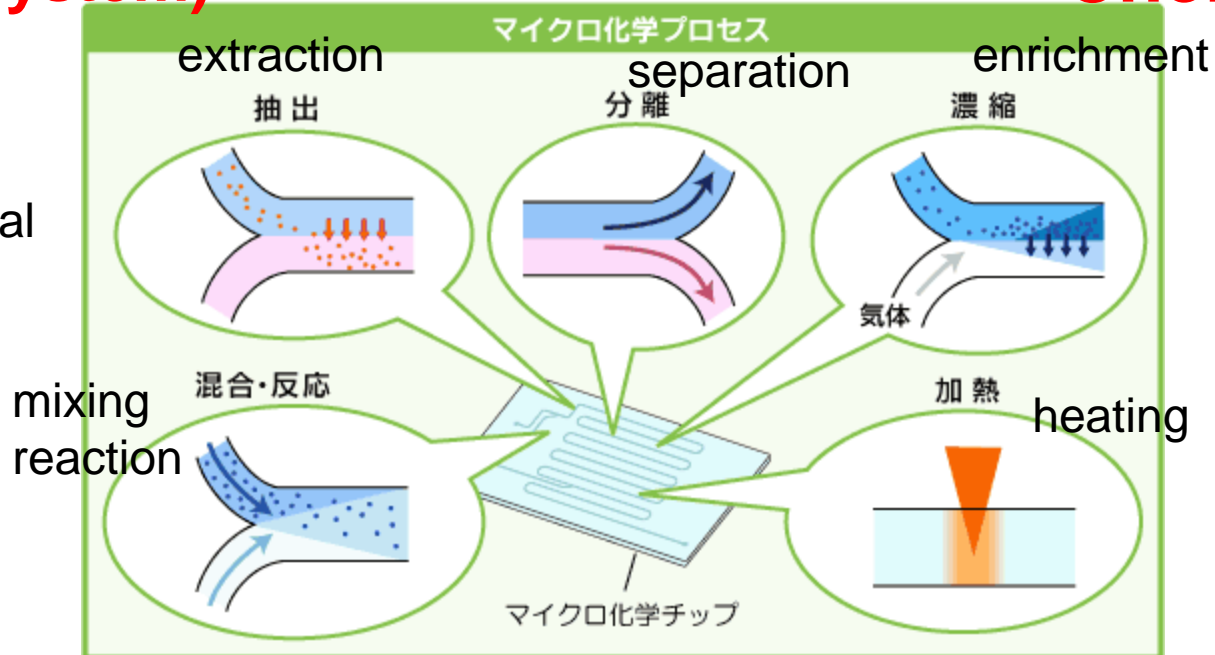 マイクロ化学プロセス
extraction
separation
enrichment
抽出
分離
濃縮
気体
mixing
reaction
混合・反応
加熱
heating
マイクロ化学チップ